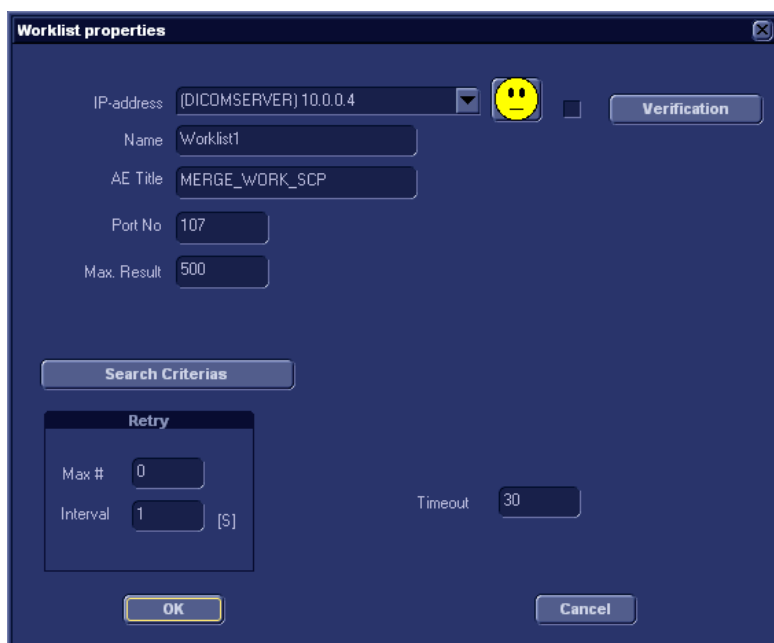 Worklist properties
IP-address (DICOMSERVER) 10.0.0.4 Verification
Name Worklist1
AE Title MERGE_WORK_SCP
Port No 107
Max. Result 500
Search Criterias
Retry
Max # 0
Interval 1 [S]
Timeout 30
OK Cancel